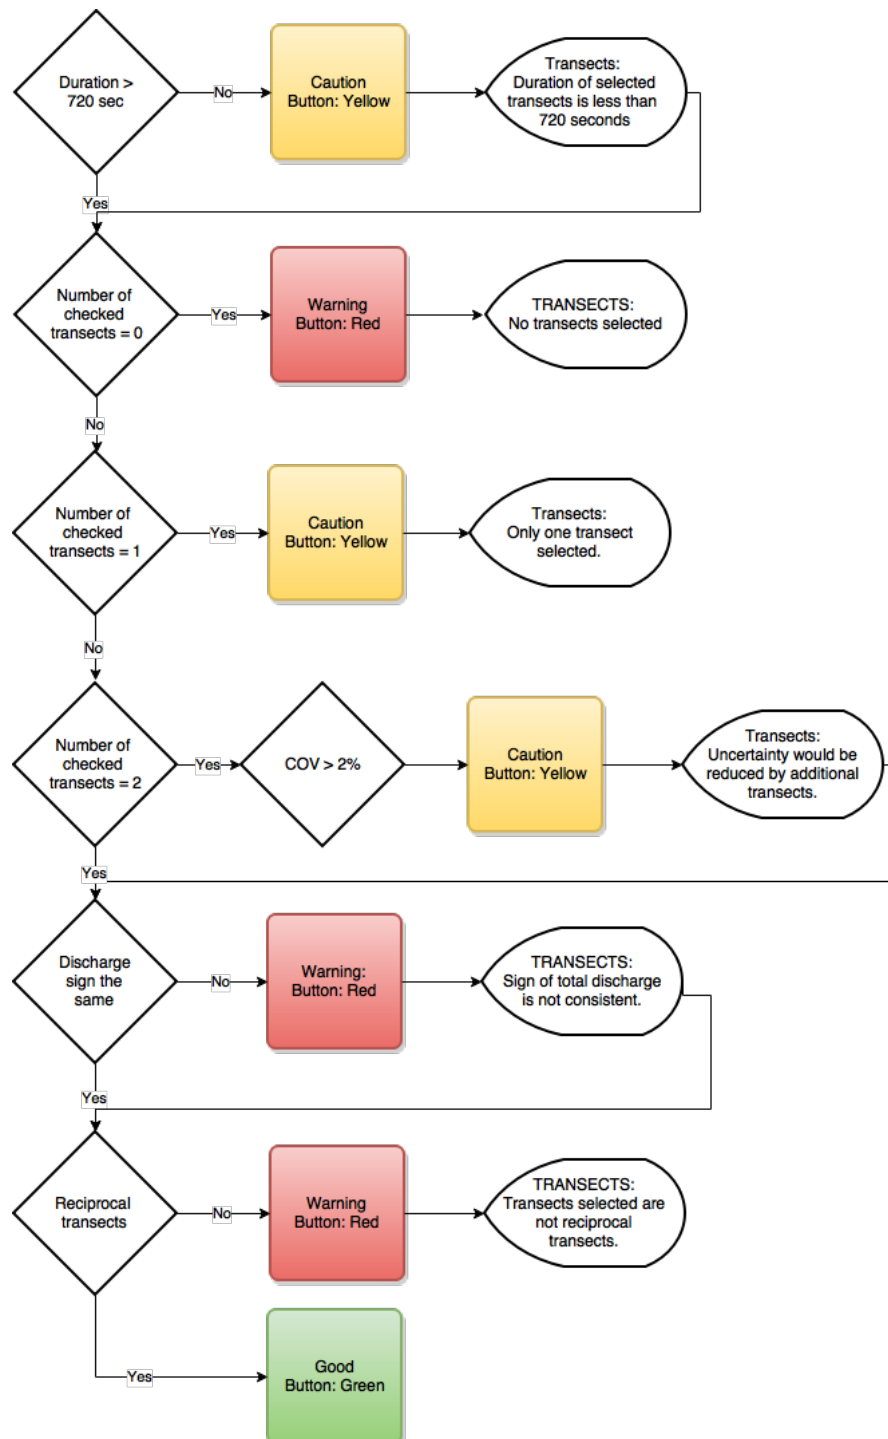 Duration >
720 sec
No
Caution
Button: Yellow
Transects:
Duration of selected
transects is less than
720 seconds
Yes
Number of
checked
transects = 0
Yes
Warning
Button: Red
TRANSECTS:
No transects selected
No
Number of
checked
transects = 1
Yes
Caution
Button: Yellow
Transects:
Only one transect
selected.
No
Number of
checked
transects = 2
Yes
COV > 2%
Caution
Button: Yellow
Transects:
Uncertainty would be
reduced by additional
transects.
Yes
Discharge
sign the
same
No
Warning:
Button: Red
TRANSECTS:
Sign of total discharge
is not consistent.
Yes
Reciprocal
transects
No
Warning
Button: Red
TRANSECTS:
Transects selected are
not reciprocal
transects.
Yes
Good
Button: Green